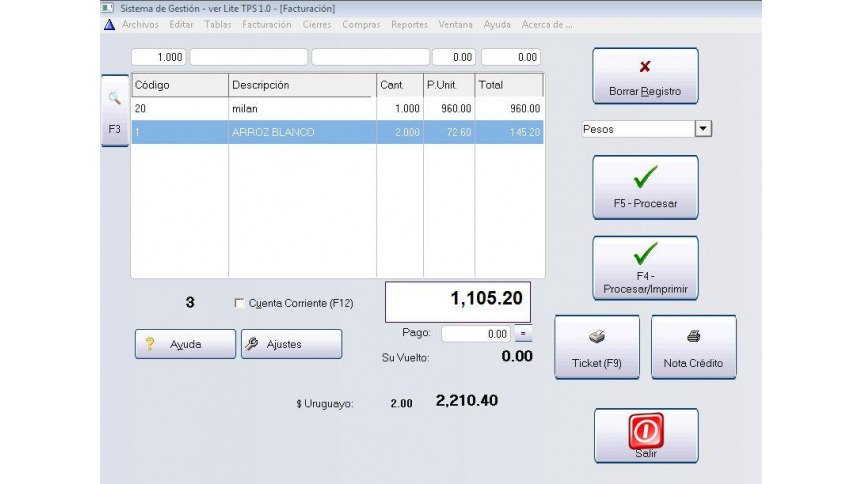 Sistema de Gestión - ver Lite TPS 1.0 - [Facturación]
Archivos Editar Tablas Facturación Cierres Compras Reportes Ventana Ayuda Acerca de ...
1.000 0.00 0.00
Código Descripción Cant. P.Unit. Total
20 milan 1.000 960.00 960.00
1 ARROZ BLANCO 2.000 72.60 145.20
F3
Borrar Registro
Pesos
F5 - Procesar
F4 -
Procesar/Imprimir
3 Cuenta Corriente (F12) 1,105.20
Pago: 0.00 =
Ayuda Ajustes
Su Vuelto: 0.00
Ticket (F9) Nota Crédito
$ Uruguayo: 2.00 2,210.40
Salir